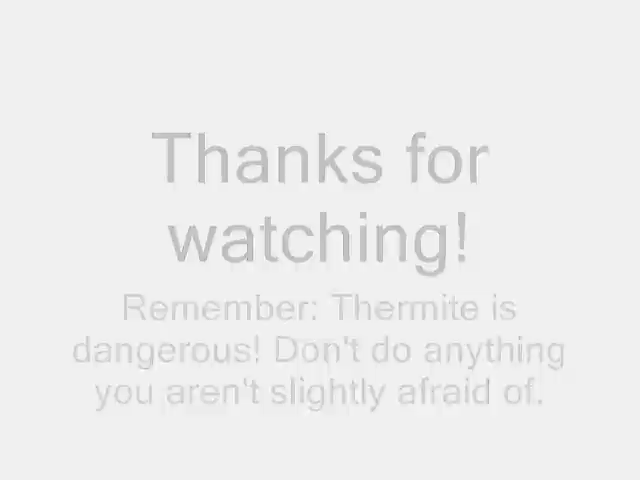 Thanks for
watching!
Remember: Thermite is
dangerous! Don't do anything
you aren't slightly afraid of.